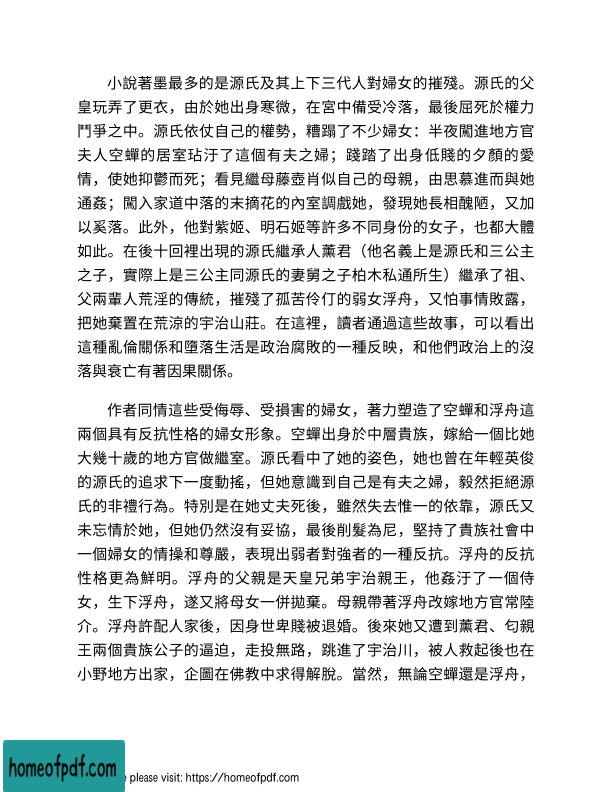 小說著墨最多的是源氏及其上下三代人對婦女的摧殘。源氏的父
皇玩弄了更衣，由於她出身寒微，在宮中備受冷落，最後屈死於權力
鬥爭之中。源氏依仗自己的權勢，糟蹋了不少婦女：半夜闖進地方官
夫人空蟬的居室玷汙了這個有夫之婦；踐踏了出身低賤的夕顏的愛
情，使她抑鬱而死；看見繼母藤壺肖似自己的母親，由思慕進而與她
通姦；闖入家道中落的末摘花的內室調戲她，發現她長相醜陋，又加
以奚落。此外，他對紫姬、明石姬等許多不同身份的女子，也都大體
如此。在後十回裡出現的源氏繼承人薰君（他名義上是源氏和三公主
之子，實際上是三公主同源氏的妻舅之子柏木私通所生）繼承了祖、
父兩輩人荒淫的傳統，摧殘了孤苦伶仃的弱女浮舟，又怕事情敗露，
把她棄置在荒涼的宇治山莊。在這裡，讀者通過這些故事，可以看出
這種亂倫關係和墮落生活是政治腐敗的一種反映，和他們政治上的沒
落與衰亡有著因果關係。
作者同情這些受侮辱、受損害的婦女，著力塑造了空蟬和浮舟這
兩個具有反抗性格的婦女形象。空蟬出身於中層貴族，嫁給一個比她
大幾十歲的地方官做繼室。源氏看中了她的姿色，她也曾在年輕英俊
的源氏的追求下一度動搖，但她意識到自己是有夫之婦，毅然拒絕源
氏的非禮行為。特別是在她丈夫死後，雖然失去惟一的依靠，源氏又
未忘情於她，但她仍然沒有妥協，最後削髮為尼，堅持了貴族社會中
一個婦女的情操和尊嚴，表現出弱者對強者的一種反抗。浮舟的反抗
性格更為鮮明。浮舟的父親是天皇兄弟宇治親王，他姦汙了一個侍
女，生下浮舟，遂又將母女一併拋棄。母親帶著浮舟改嫁地方官常陸
介。浮舟許配人家後，因身世卑賤被退婚。後來她又遭到薰君、匂親
王兩個貴族公子的逼迫，走投無路，跳進了宇治川，被人救起後也在
小野地方出家，企圖在佛教中求得解脫。當然，無論空蟬還是浮舟，
homeofpdf.com
e please visit: https://homeofpdf.com